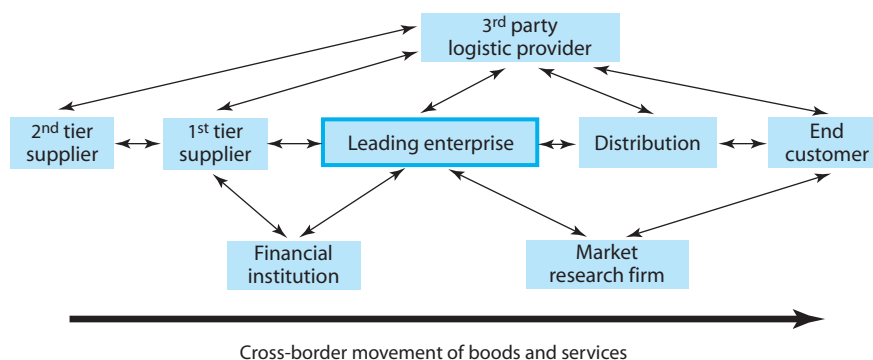 3rd party
logistic provider
2nd tier
supplier
1st tier
supplier
Leading enterprise
Distribution
End
customer
Financial
institution
Market
research firm
Cross-border movement of boods and services